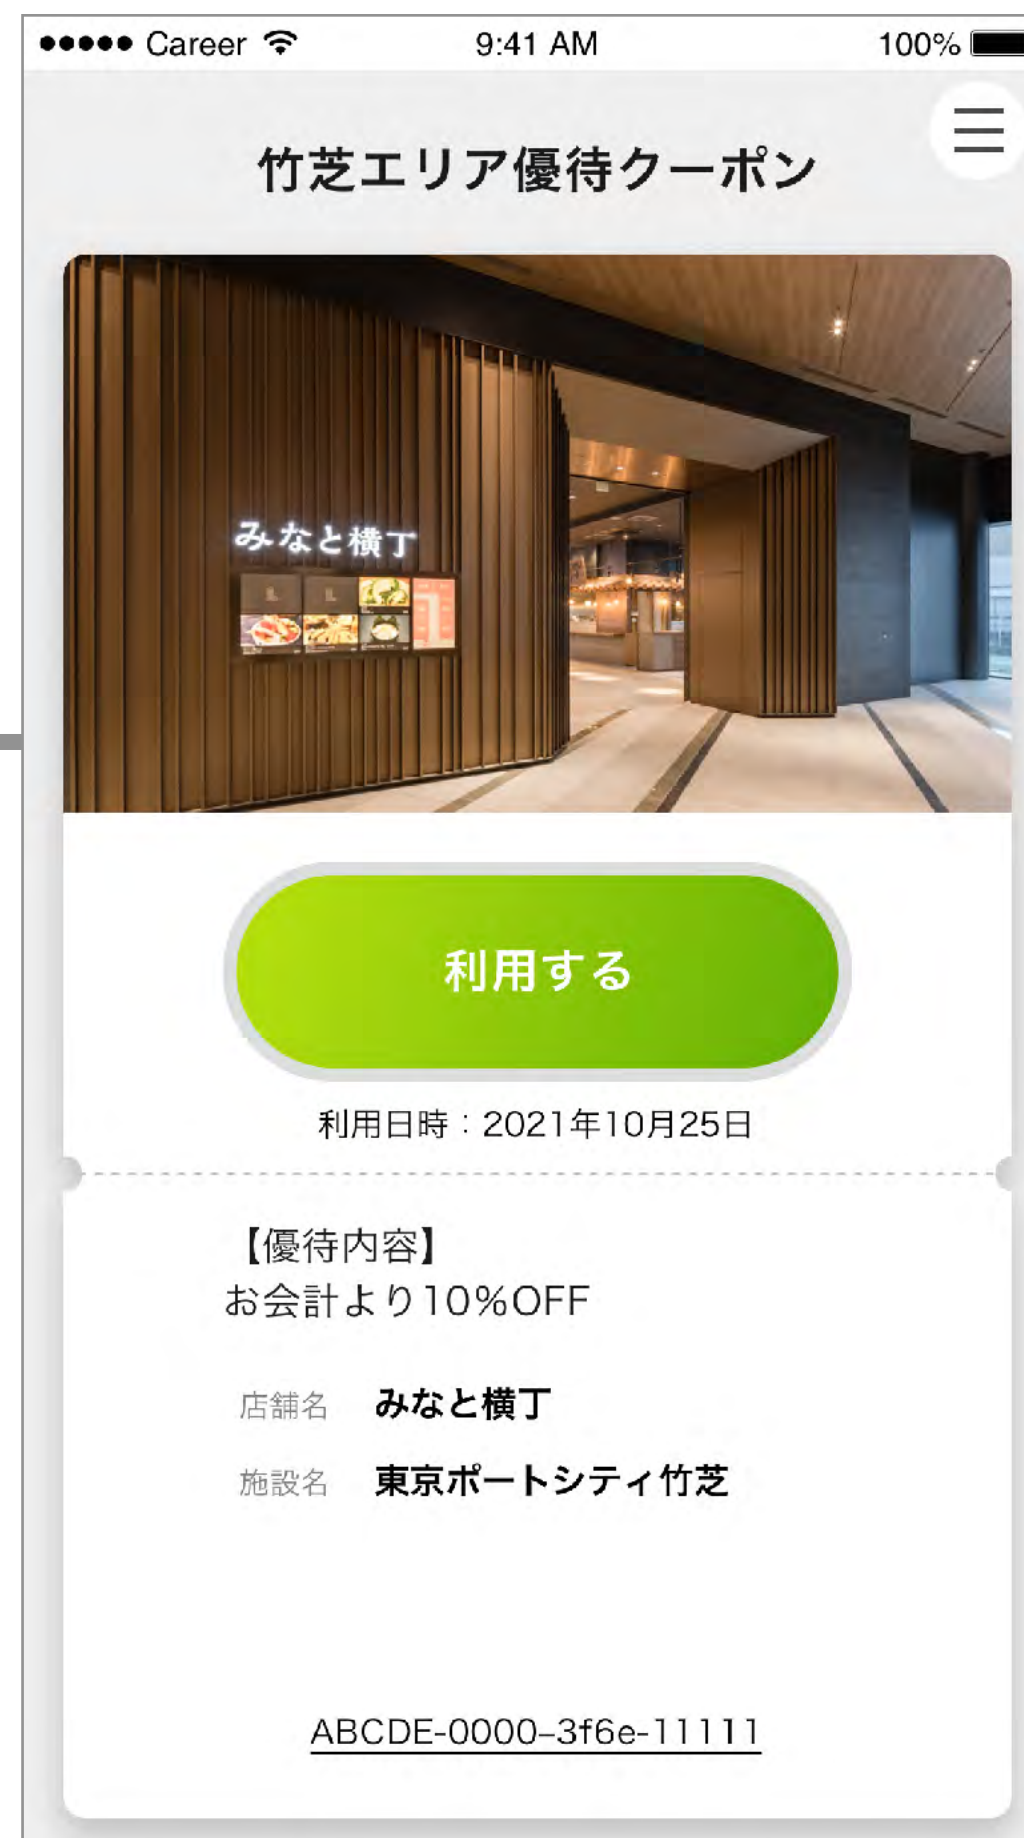 ●●●●● Career 9:41 AM 100%
竹芝エリア優待クーポン
みなと横丁
利用する
利用日時：2021年10月25日
【優待内容】
お会計より10%OFF
店舗名 みなと横丁
施設名 東京ポートシティ竹芝
ABCDE-0000-3f6e-11111